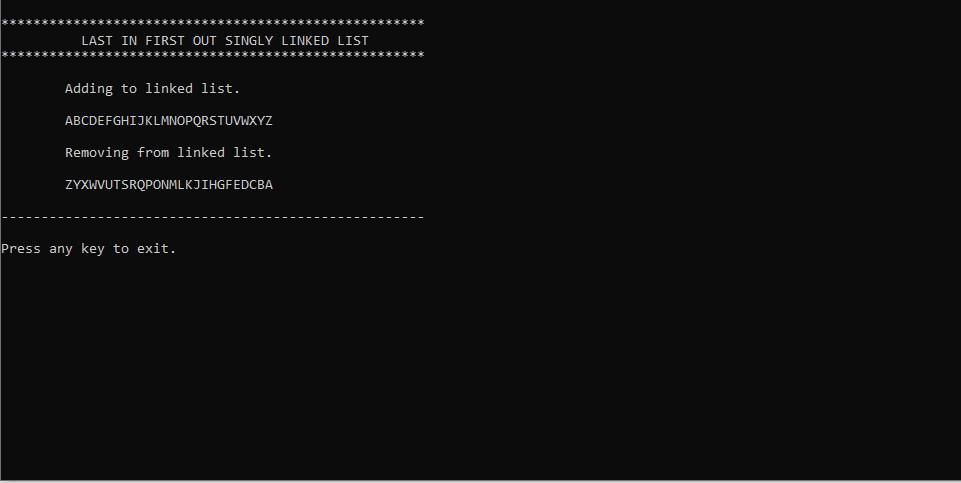 *****************************************************
LAST IN FIRST OUT SINGLY LINKED LIST
*****************************************************
Adding to linked list.
ABCDEFGHIJKLMNOPQRSTUVWXYZ
Removing from linked list.
ZYXWVUTSRQPONMLKJIHGFEDCBA
-----------------------------------------------------
Press any key to exit.